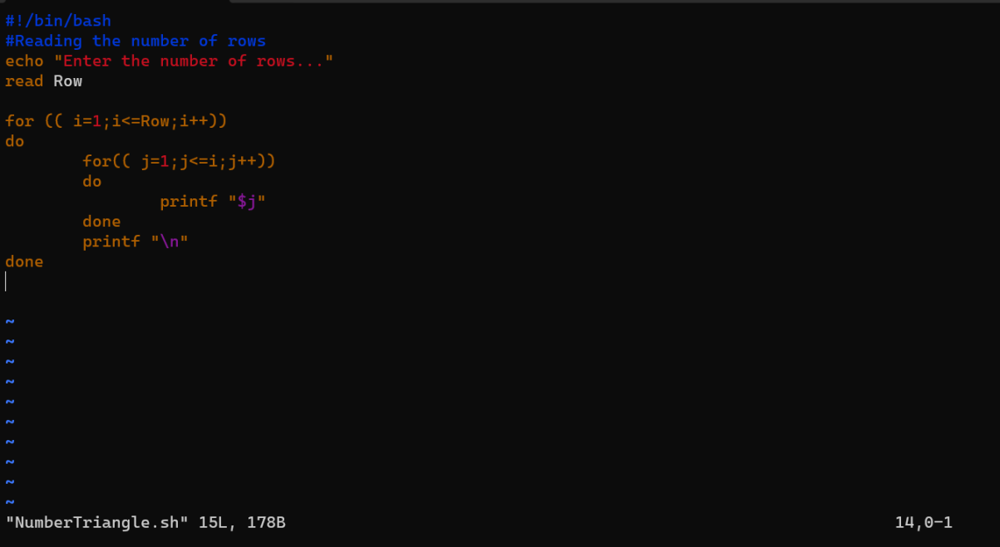 #!/bin/bash
#Reading the number of rows
echo "Enter the number of rows..."
read Row

for (( i=1;i<=Row;i++))
do
        for(( j=1;j<=i;j++))
        do
                printf "$j"
        done
        printf "\n"
done


~
~
~
~
~
~
~
~
~
~
"NumberTriangle.sh" 15L, 178B                                                               14,0-1